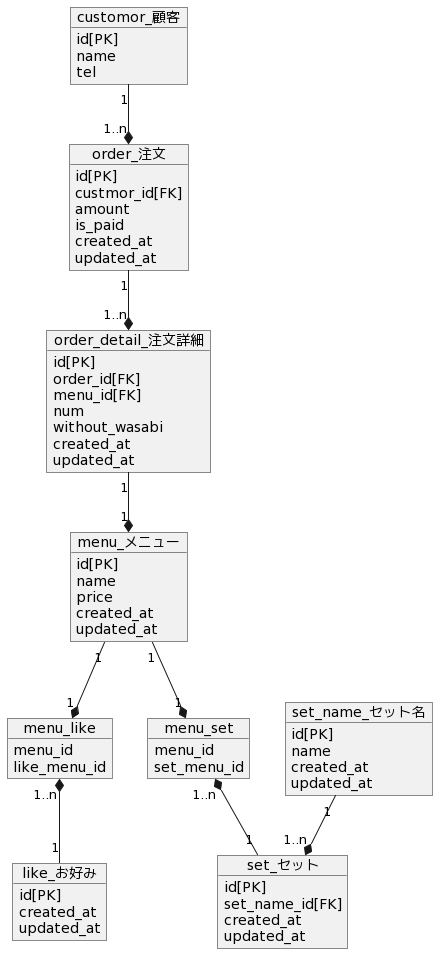 customor_顧客
id[PK]
name
tel
1
1..n
order_注文
id[PK]
custmor_id[FK]
amount
is_paid
created_at
updated_at
1
1..n
order_detail_注文詳細
id[PK]
order_id[FK]
menu_id[FK]
num
without_wasabi
created_at
updated_at
1
1
menu_メニュー
id[PK]
name
price
created_at
updated_at
1
1
1
1
menu_like
menu_id
like_menu_id
menu_set
menu_id
set_menu_id
set_name_セット名
id[PK]
name
created_at
updated_at
1..n
1
1..n
1
1
1..n
like_お好み
id[PK]
created_at
updated_at
set_セット
id[PK]
set_name_id[FK]
created_at
updated_at